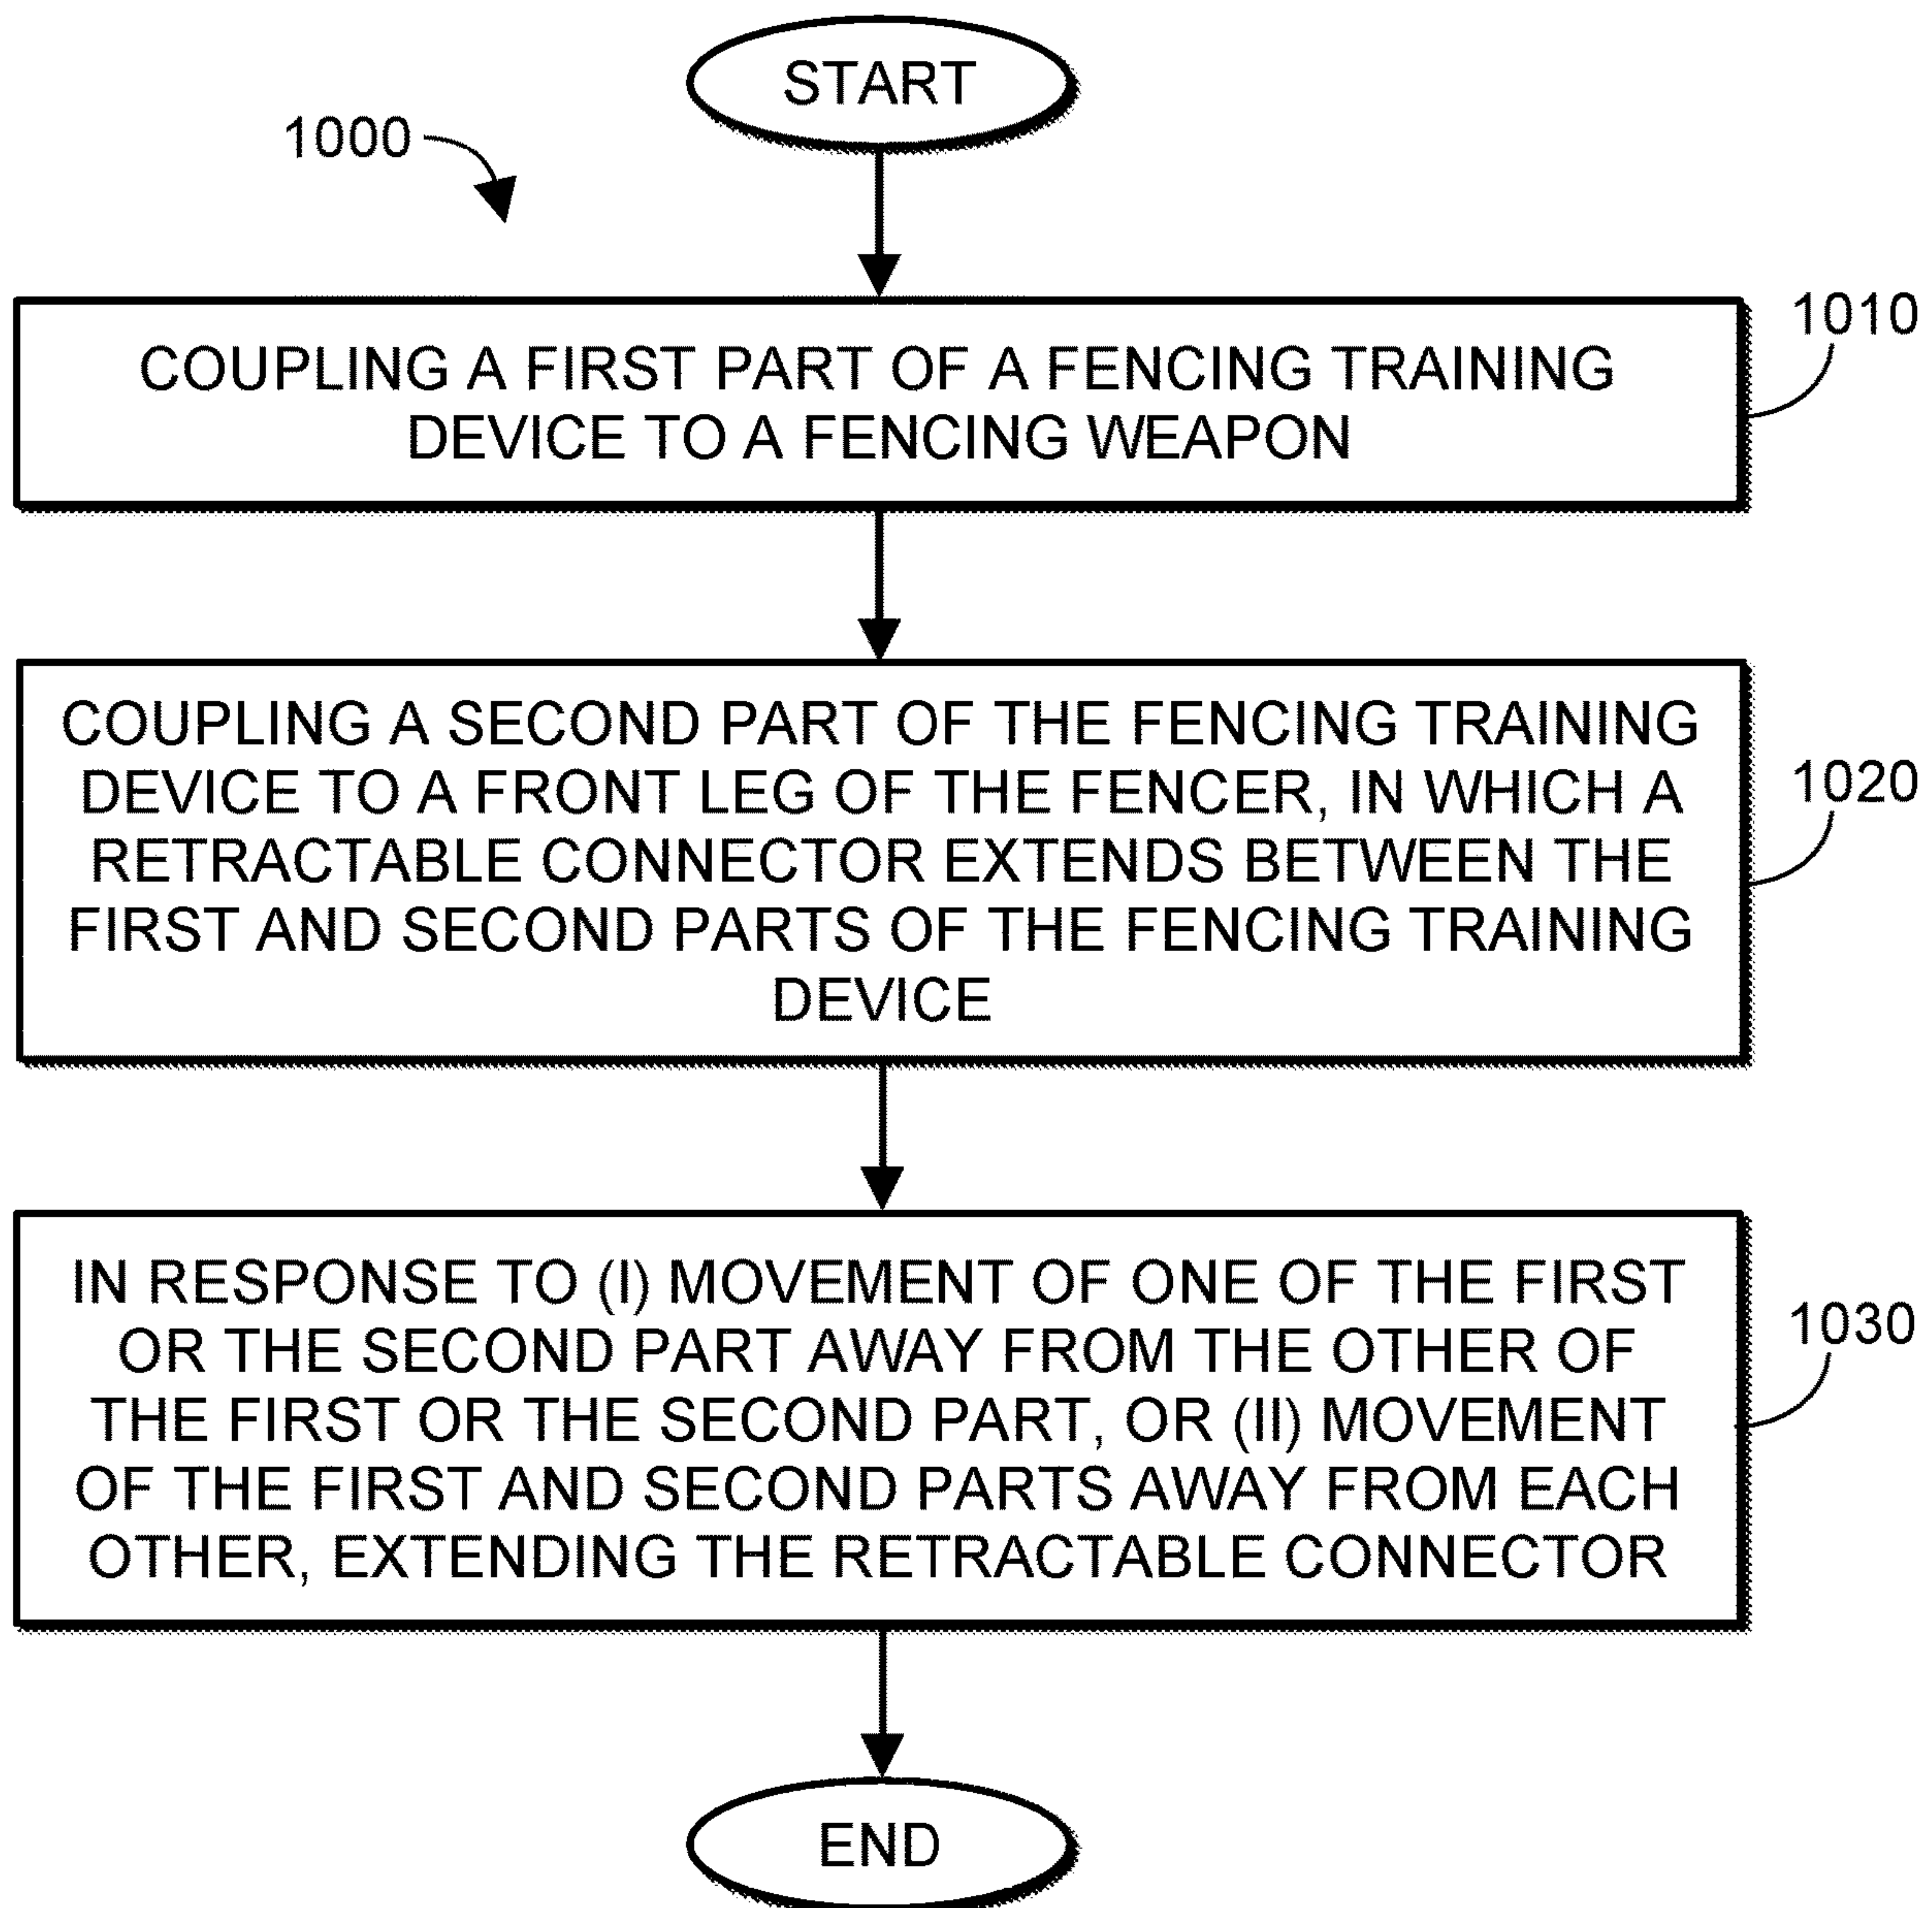 START
1000
1010
COUPLING A FIRST PART OF A FENCING TRAINING
DEVICE TO A FENCING WEAPON
1020
COUPLING A SECOND PART OF THE FENCING TRAINING
DEVICE TO A FRONT LEG OF THE FENCER, IN WHICH A
RETRACTABLE CONNECTOR EXTENDS BETWEEN THE
FIRST AND SECOND PARTS OF THE FENCING TRAINING
DEVICE
1030
IN RESPONSE TO (I) MOVEMENT OF ONE OF THE FIRST
OR THE SECOND PART AWAY FROM THE OTHER OF
THE FIRST OR THE SECOND PART, OR (II) MOVEMENT
OF THE FIRST AND SECOND PARTS AWAY FROM EACH
OTHER, EXTENDING THE RETRACTABLE CONNECTOR
END